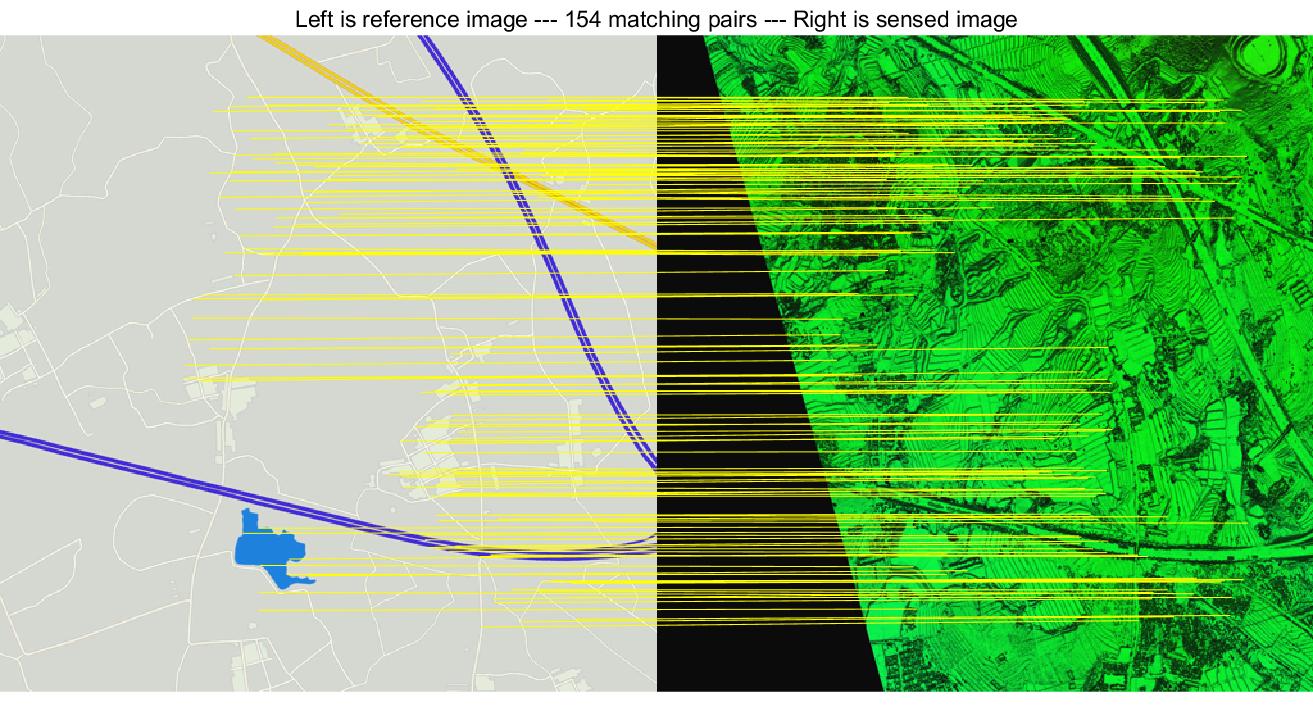 Left is reference image --- 154 matching pairs --- Right is sensed image